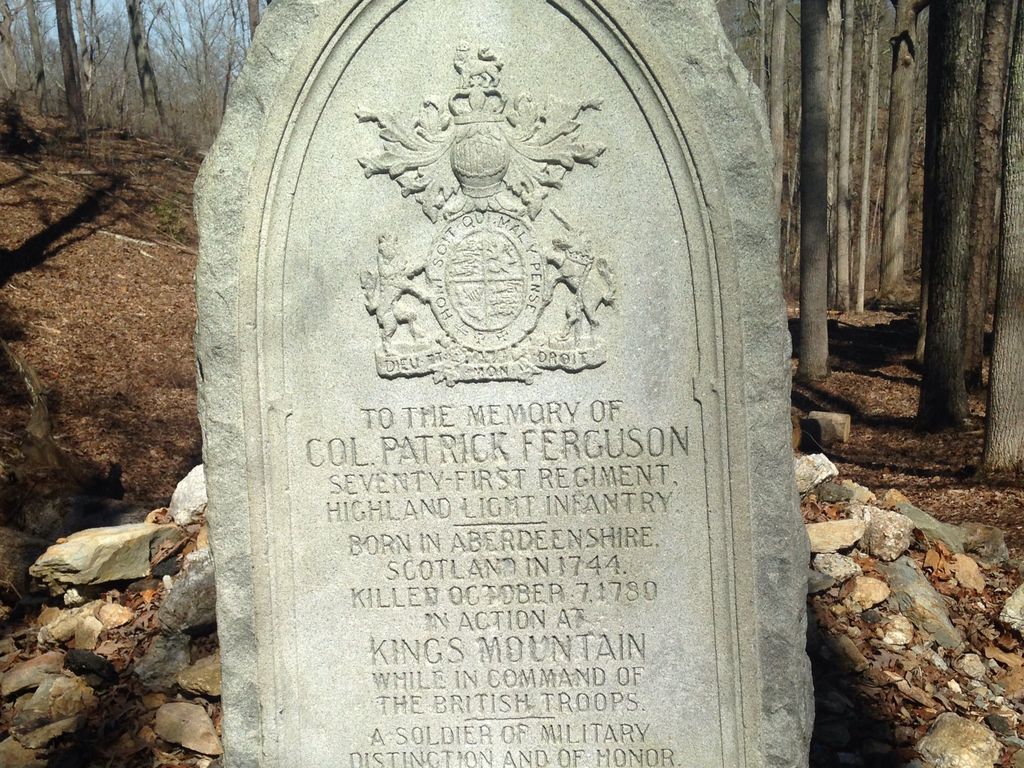 HONI SOIT QUI MAL Y PENSE
DIEU ET MON DROIT
TO THE MEMORY OF
COL. PATRICK FERGUSON
SEVENTY-FIRST REGIMENT,
HIGHLAND LIGHT INFANTRY.
BORN IN ABERDEENSHIRE,
SCOTLAND IN 1744.
KILLED OCTOBER 7, 1780
IN ACTION AT
KING'S MOUNTAIN
WHILE IN COMMAND OF
THE BRITISH TROOPS.
A SOLDIER OF MILITARY
DISTINCTION AND OF HONOR.